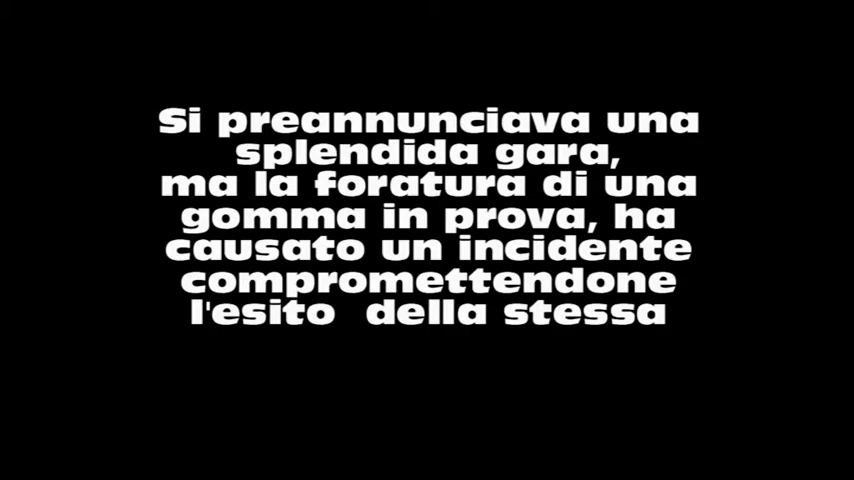 Si preannunciava una
splendida gara,
ma la foratura di una
gomma in prova, ha
causato un incidente
compromettendone
l'esito  della stessa